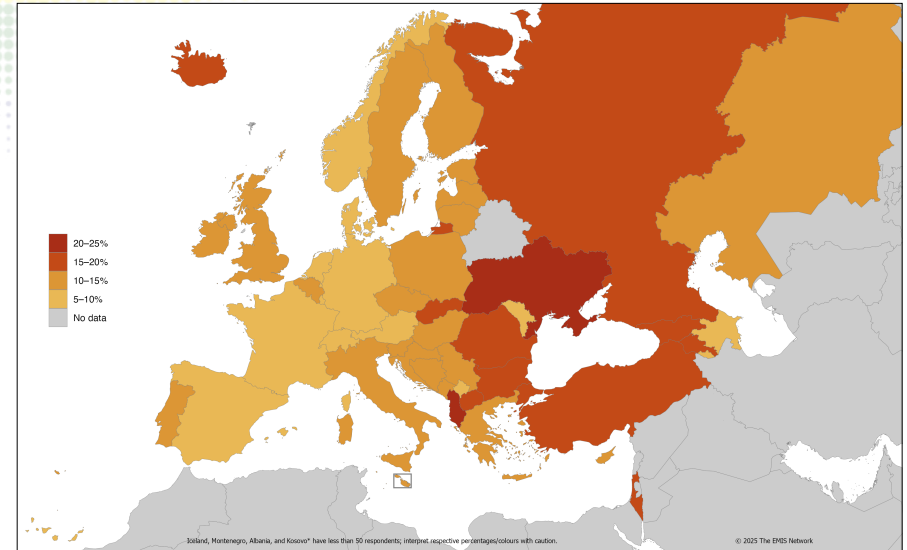 20–25%
15–20%
10–15%
5–10%
No data
Iceland, Montenegro, Albania, and Kosovo* have less than 50 respondents; interpret respective percentages/colours with caution.
© 2025 The EMIS Network